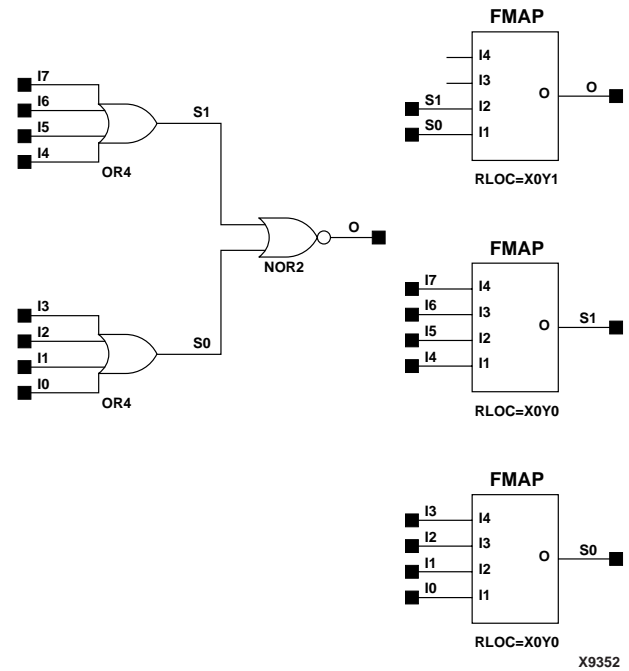 I7
I6
I5
I4
OR4
S1
I3
I2
I1
I0
OR4
S0
NOR2
O
FMAP
I4
I3
S1 I2
S0 I1
O O
RLOC=X0Y1
FMAP
I7 I4
I6 I3
I5 I2
I4 I1
O S1
RLOC=X0Y0
FMAP
I3 I4
I2 I3
I1 I2
I0 I1
O S0
RLOC=X0Y0
X9352